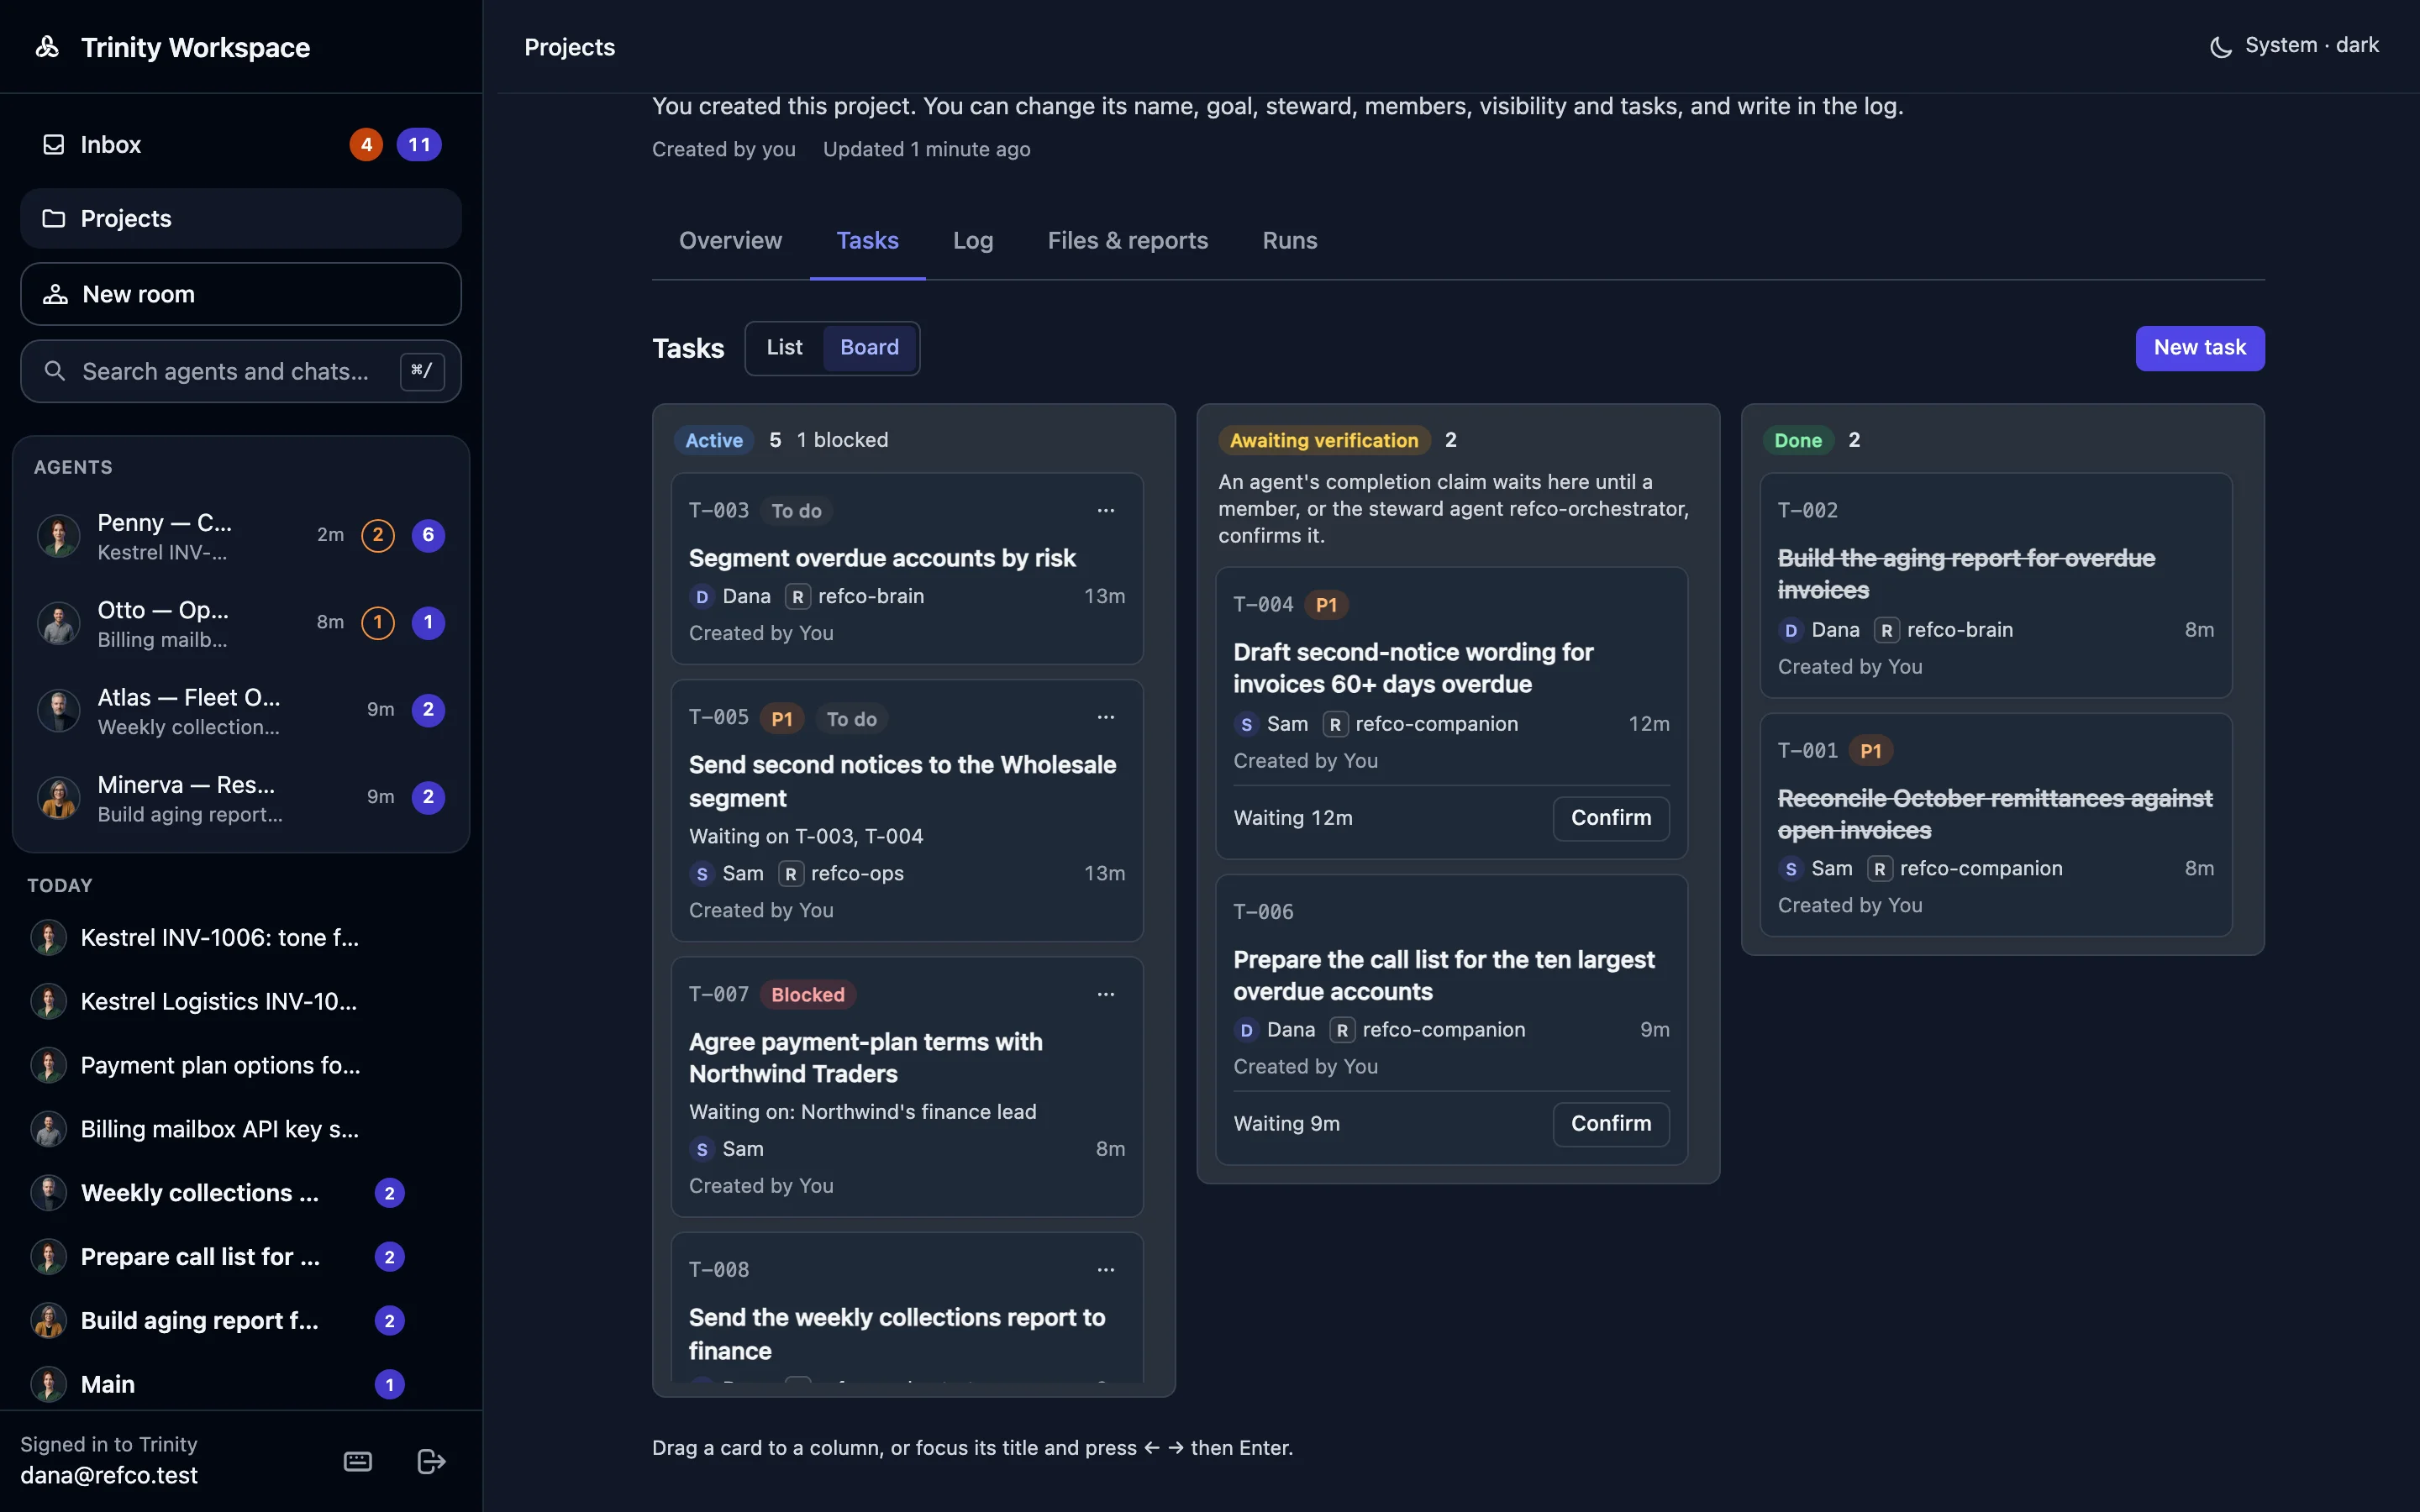 Trinity Workspace
Inbox
4
11
Projects
New room
Search agents and chats...
⌘/
AGENTS
Penny — C...
Kestrel INV-...
2m
2
6
Otto — Op...
Billing mailb...
8m
1
1
Atlas — Fleet O...
Weekly collection...
9m
2
Minerva — Res...
Build aging report...
9m
2
TODAY
Kestrel INV-1006: tone f...
Kestrel Logistics INV-10...
Payment plan options fo...
Billing mailbox API key s...
Weekly collections ...
2
Prepare call list for ...
2
Build aging report f...
2
Main
1
Signed in to Trinity
dana@refco.test
Projects
System · dark
You created this project. You can change its name, goal, steward, members, visibility and tasks, and write in the log.
Created by you
Updated 1 minute ago
Overview
Tasks
Log
Files & reports
Runs
Tasks
List
Board
New task
Active
5
1 blocked
T-003
To do
...
Segment overdue accounts by risk
D Dana R refco-brain
13m
Created by You
T-005
P1
To do
...
Send second notices to the Wholesale
segment
Waiting on T-003, T-004
S Sam R refco-ops
13m
Created by You
T-007
Blocked
...
Agree payment-plan terms with
Northwind Traders
Waiting on: Northwind's finance lead
S Sam
8m
Created by You
T-008
...
Send the weekly collections report to
finance
Awaiting verification
2
An agent's completion claim waits here until a
member, or the steward agent refco-orchestrator,
confirms it.
T-004
P1
Draft second-notice wording for
invoices 60+ days overdue
S Sam R refco-companion
12m
Created by You
Waiting 12m
Confirm
T-006
Prepare the call list for the ten largest
overdue accounts
D Dana R refco-companion
9m
Created by You
Waiting 9m
Confirm
Done
2
T-002
Build the aging report for overdue
invoices
D Dana R refco-brain
8m
Created by You
T-001
P1
Reconcile October remittances against
open invoices
S Sam R refco-companion
8m
Created by You
Drag a card to a column, or focus its title and press ← → then Enter.